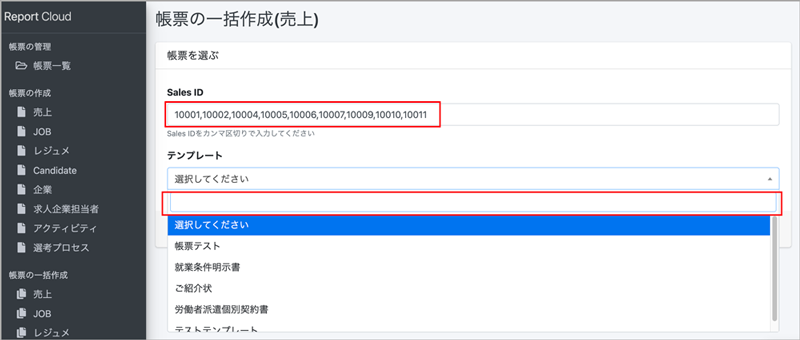 Report Cloud
帳票の管理
帳票一覧
帳票の作成
売上
JOB
レジュメ
Candidate
企業
求人企業担当者
アクティビティ
選考プロセス
帳票の一括作成
売上
JOB
レジュメ
帳票の一括作成(売上)
帳票を選ぶ
Sales ID
10001,10002,10004,10005,10006,10007,10009,10010,10011
Sales IDをカンマ区切りで入力してください
テンプレート
選択してください
選択してください
帳票テスト
就業条件明示書
ご紹介状
労働者派遣個別契約書
テストテンプレート